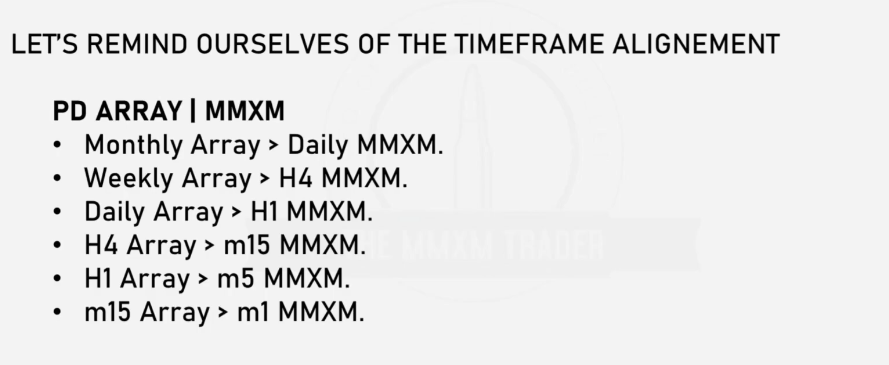 LET'S REMIND OURSELVES OF THE TIMEFRAME ALIGNEMENT
PD ARRAY | MMXM
• Monthly Array > Daily MMXM.
• Weekly Array > H4 MMXM.
• Daily Array > H1 MMXM.
• H4 Array > m15 MMXM.
• H1 Array > m5 MMXM.
• m15 Array > m1 MMXM.
THE MMXM TRADER